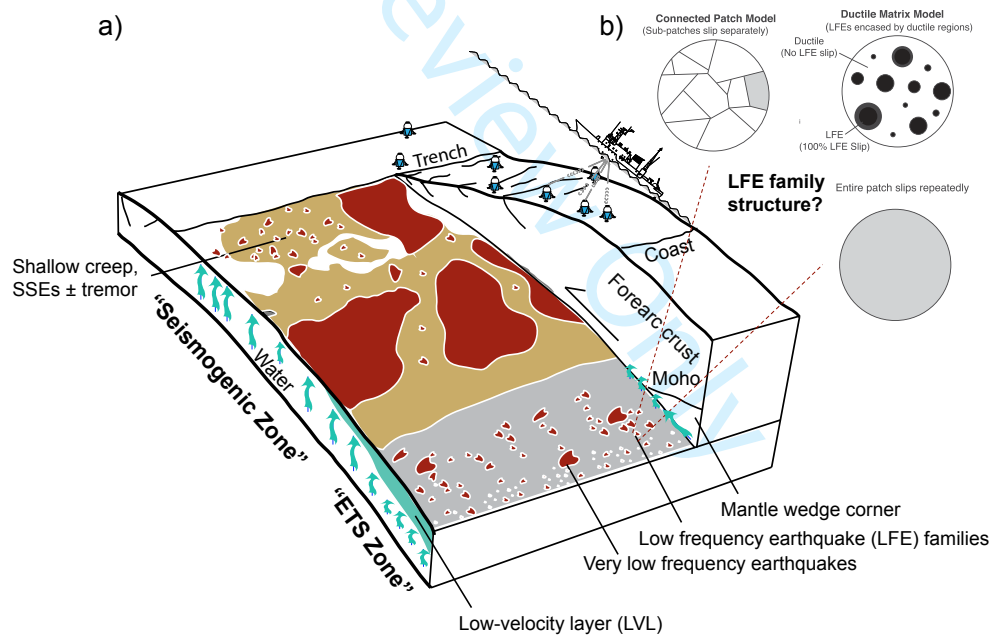 a)
b)
Connected Patch Model
(Sub-patches slip separately)
Ductile Matrix Model
(LFEs encased by ductile regions)
Ductile
(No LFE slip)
LFE
(100% LFE Slip)
LFE family
structure?
Entire patch slips repeatedly
Trench
Coast
Forearc crust
Moho
Shallow creep,
SSEs ± tremor
"Seismogenic Zone"
Water
"ETS Zone"
Mantle wedge corner
Low frequency earthquake (LFE) families
Very low frequency earthquakes
Low-velocity layer (LVL)
view Only